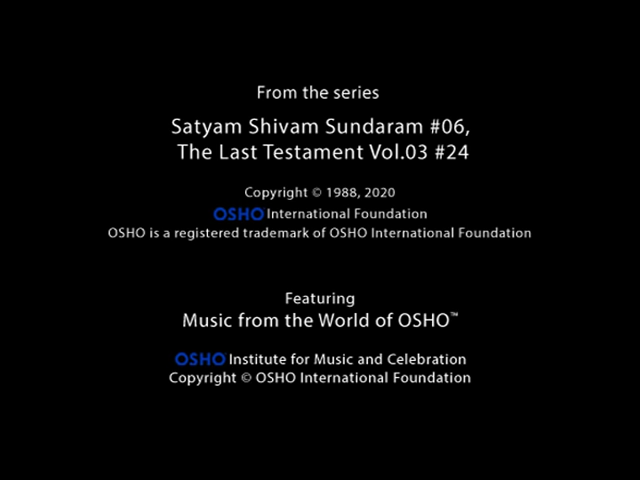 From the series
Satyam Shivam Sundaram #06,
The Last Testament Vol.03 #24
Copyright © 1988, 2020
OSHO International Foundation
OSHO is a registered trademark of OSHO International Foundation
Featuring
Music from the World of OSHO™
OSHO Institute for Music and Celebration
Copyright © OSHO International Foundation